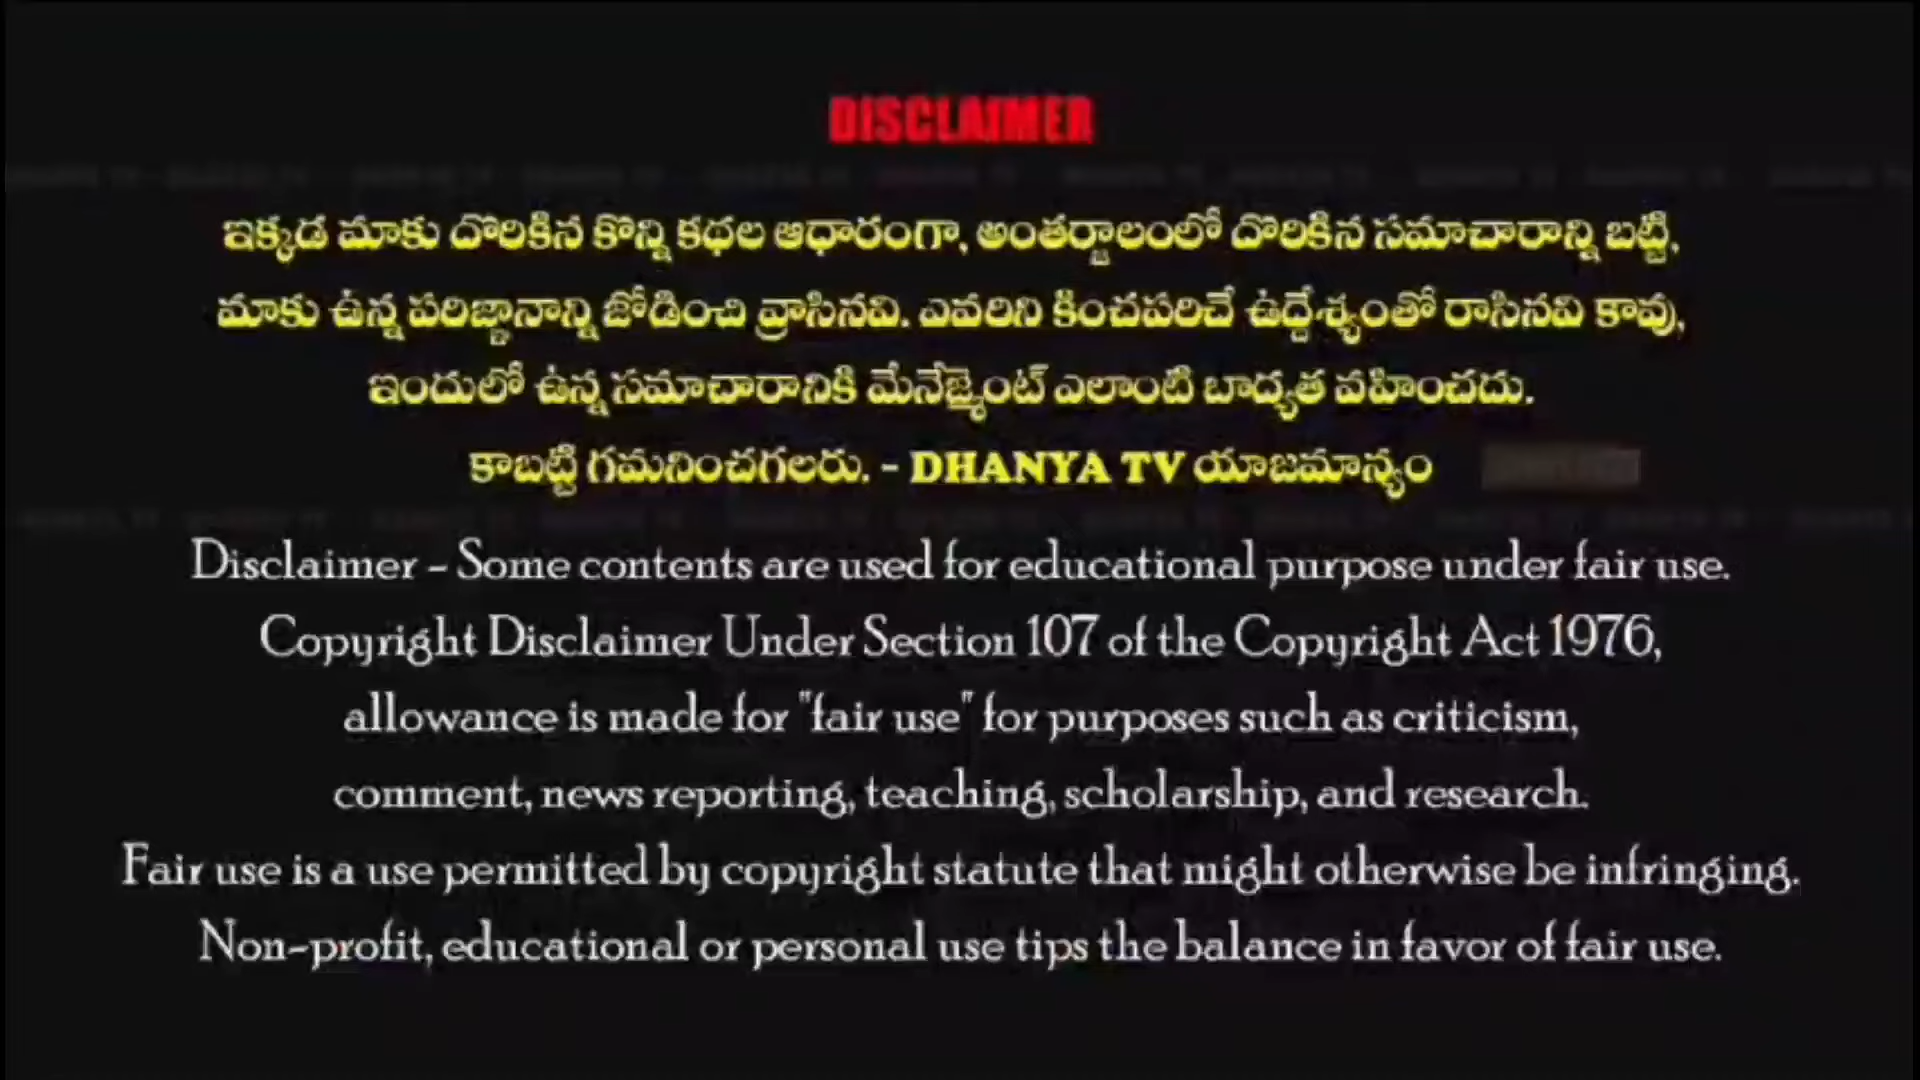 DISCLAIMER
ఇక్కడ మాకు దొరికిన కొన్ని కథల ఆధారంగా, అంతర్జాలంలో దొరికిన సమాచారాన్ని బట్టి,
మాకు ఉన్న పరిజ్ఞానాన్ని జోడించి వ్రాసినవి. ఎవరిని కించపరిచే ఉద్దేశ్యంతో రాసినవి కావు,
ఇందులో ఉన్న సమాచారానికి మేనేజ్మెంట్ ఎలాంటి బాద్యత వహించదు.
కాబట్టి గమనించగలరు. - DHANYA TV యాజమాన్యం
Disclaimer - Some contents are used for educational purpose under fair use.
Copyright Disclaimer Under Section 107 of the Copyright Act 1976,
allowance is made for "fair use" for purposes such as criticism,
comment, news reporting, teaching, scholarship, and research.
Fair use is a use permitted by copyright statute that might otherwise be infringing.
Non-profit, educational or personal use tips the balance in favor of fair use.